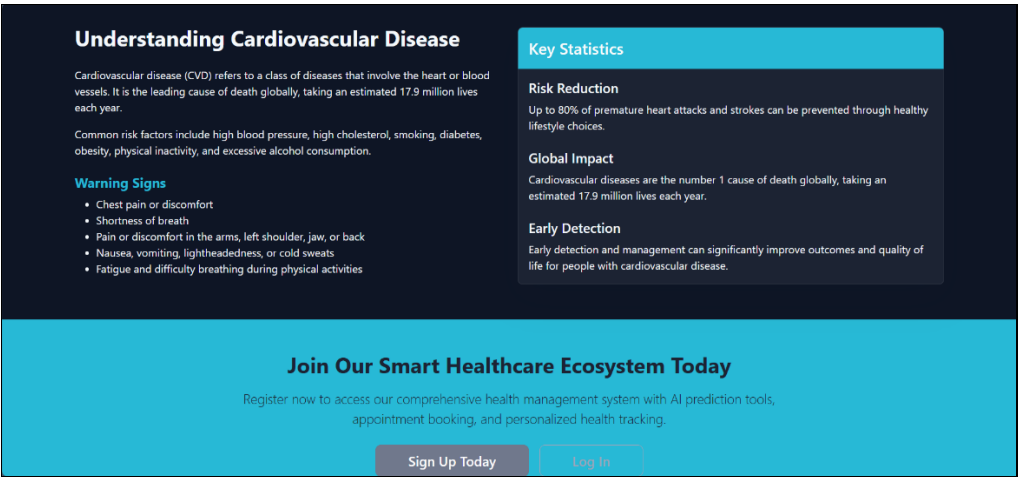 Understanding Cardiovascular Disease
Cardiovascular disease (CVD) refers to a class of diseases that involve the heart or blood
vessels. It is the leading cause of death globally, taking an estimated 17.9 million lives
each year.
Common risk factors include high blood pressure, high cholesterol, smoking, diabetes,
obesity, physical inactivity, and excessive alcohol consumption.
Warning Signs
• Chest pain or discomfort
• Shortness of breath
• Pain or discomfort in the arms, left shoulder, jaw, or back
• Nausea, vomiting, lightheadedness, or cold sweats
• Fatigue and difficulty breathing during physical activities
Key Statistics
Risk Reduction
Up to 80% of premature heart attacks and strokes can be prevented through healthy
lifestyle choices.
Global Impact
Cardiovascular diseases are the number 1 cause of death globally, taking an
estimated 17.9 million lives each year.
Early Detection
Early detection and management can significantly improve outcomes and quality of
life for people with cardiovascular disease.
Join Our Smart Healthcare Ecosystem Today
Register now to access our comprehensive health management system with AI prediction tools,
appointment booking, and personalized health tracking.
Sign Up Today
Log In